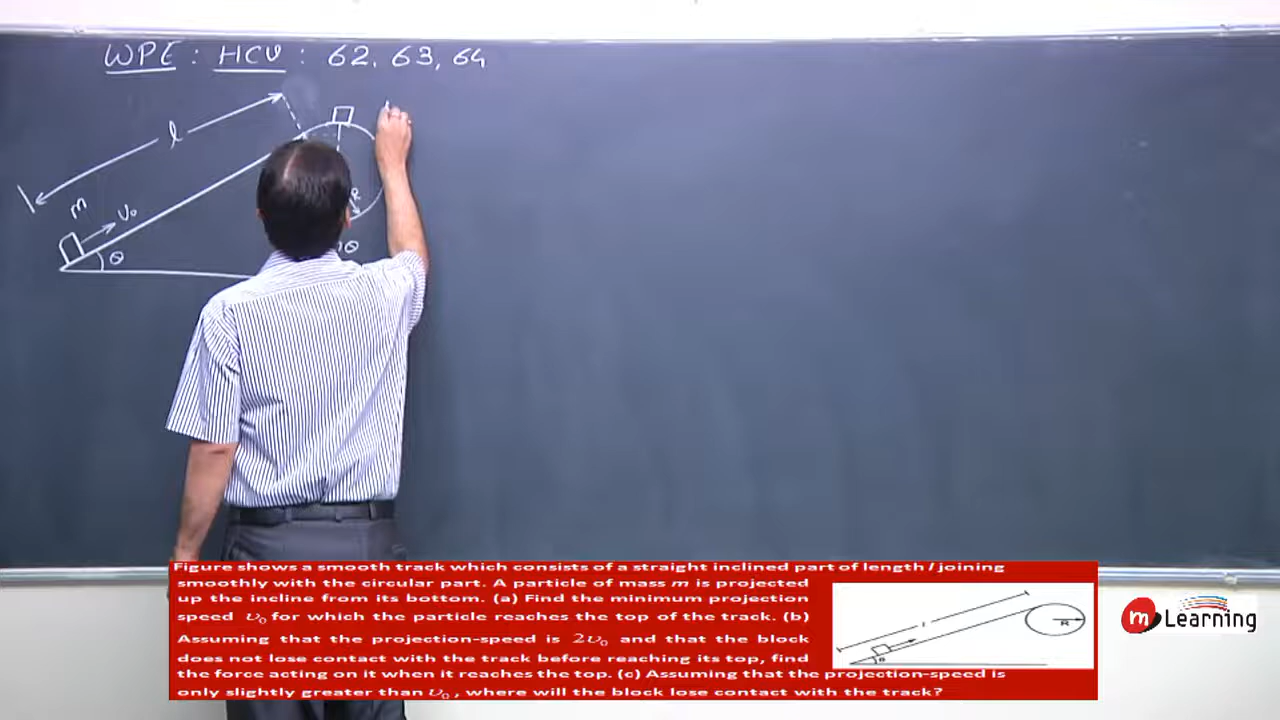 WPE : HCV : 62, 63, 64
l
m
v₀
θ
R
θ
Figure shows a smooth track which consists of a straight inclined part of length l joining
smoothly with the circular part. A particle of mass m is projected
up the incline from its bottom. (a) Find the minimum projection
speed υ₀ for which the particle reaches the top of the track. (b)
Assuming that the projection-speed is 2υ₀ and that the block
does not lose contact with the track before reaching its top, find
the force acting on it when it reaches the top. (c) Assuming that the projection-speed is
only slightly greater than υ₀, where will the block lose contact with the track?
l
R
θ
m Learning